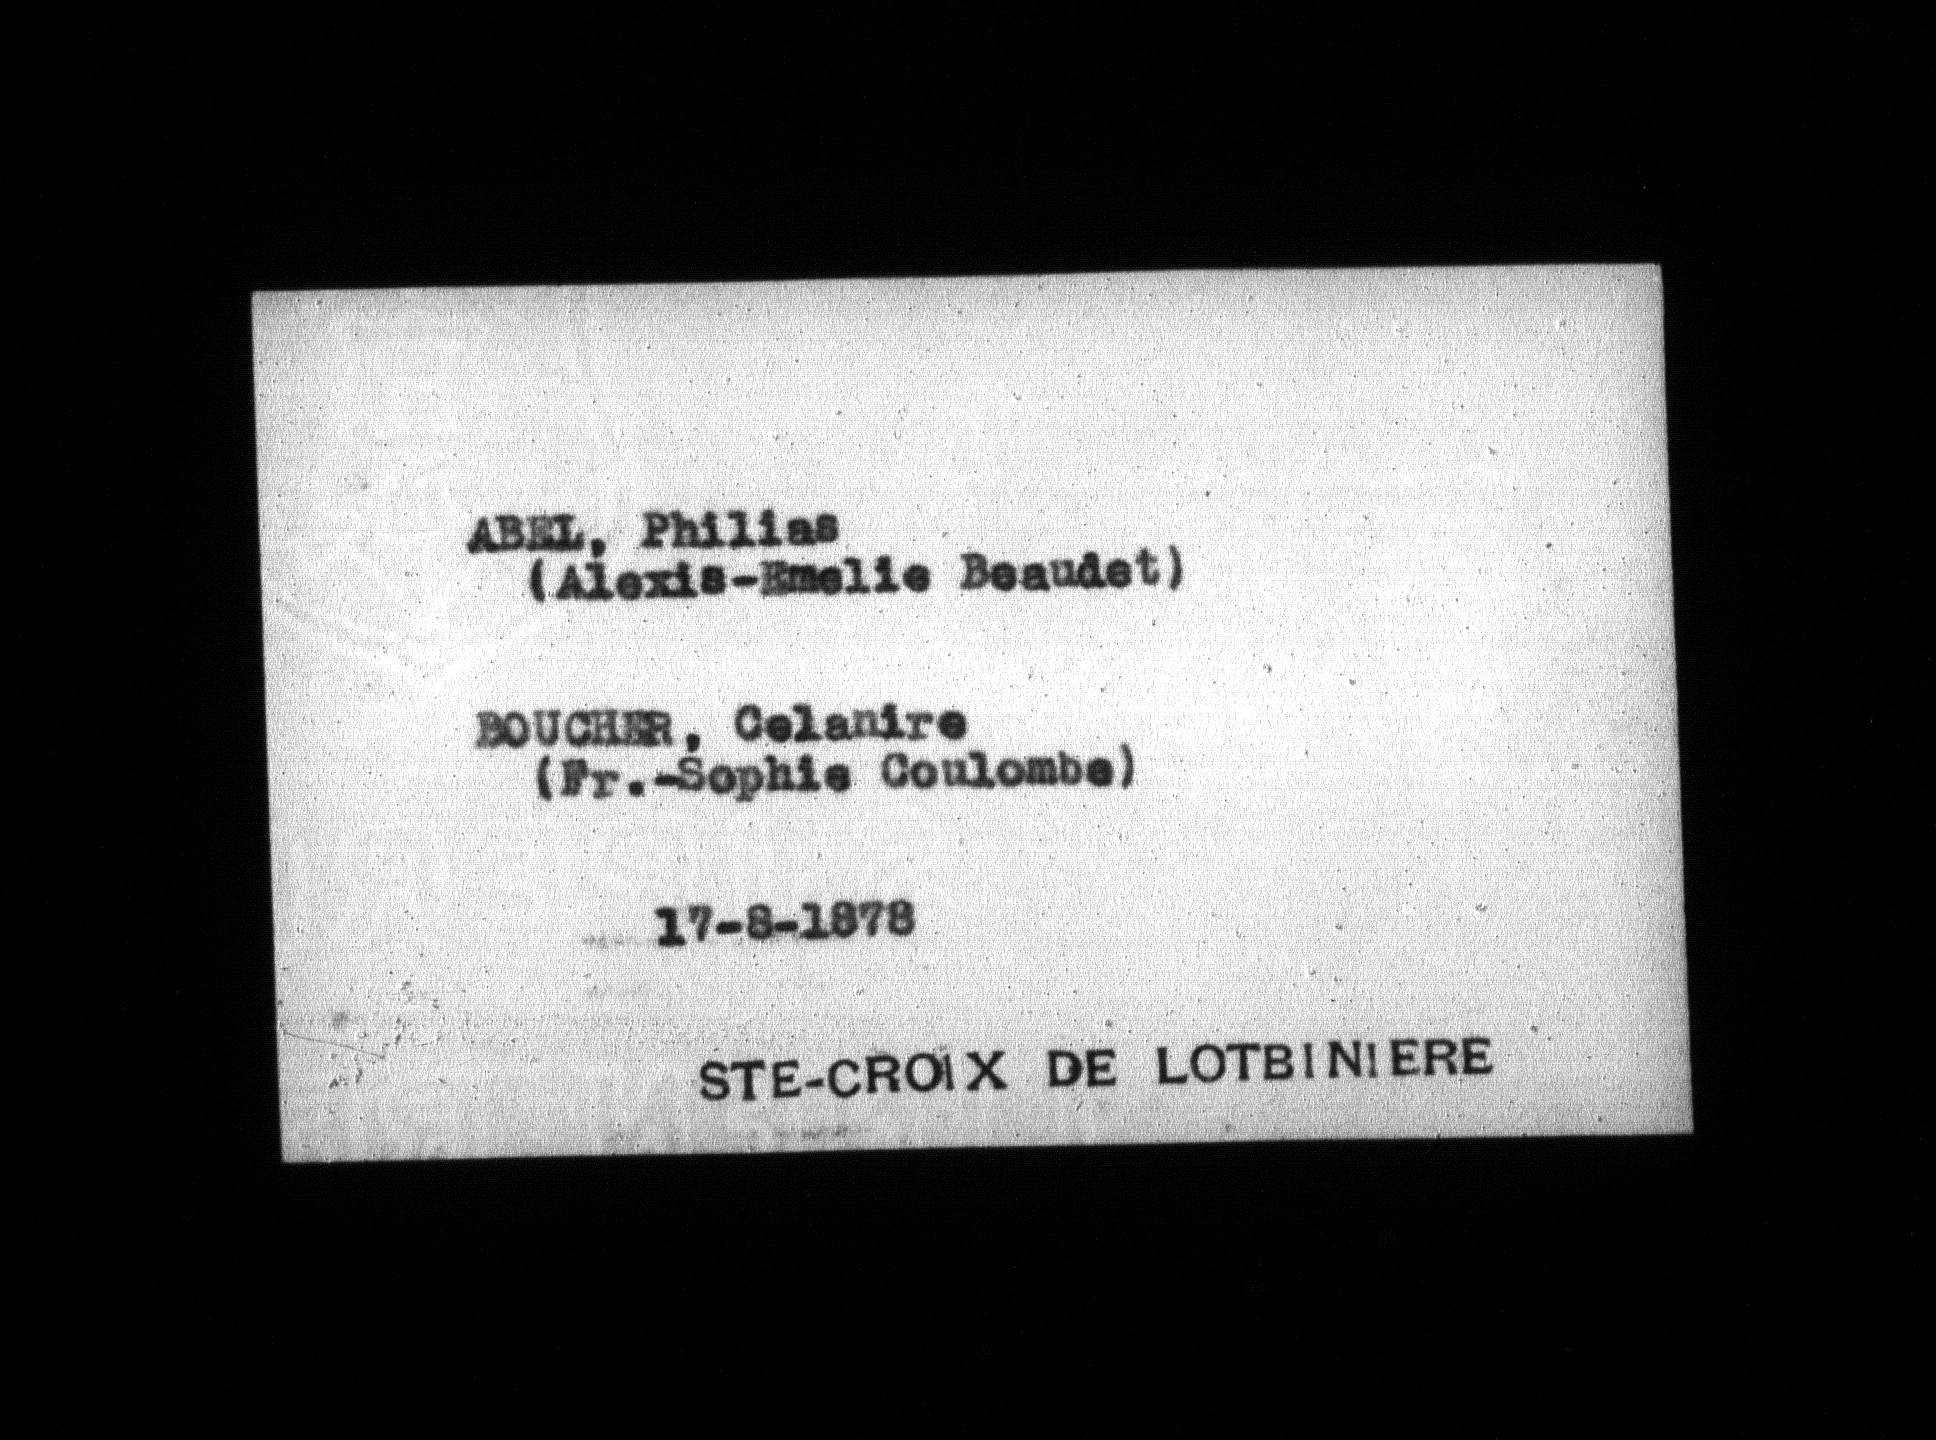 ABEL, Philias
(Alexis-Emelie Beaudet)
BOUCHER, Celanire
(Fr.-Sophie Coulombe)
17-8-1878
STE-CROIX DE LOTBINIERE